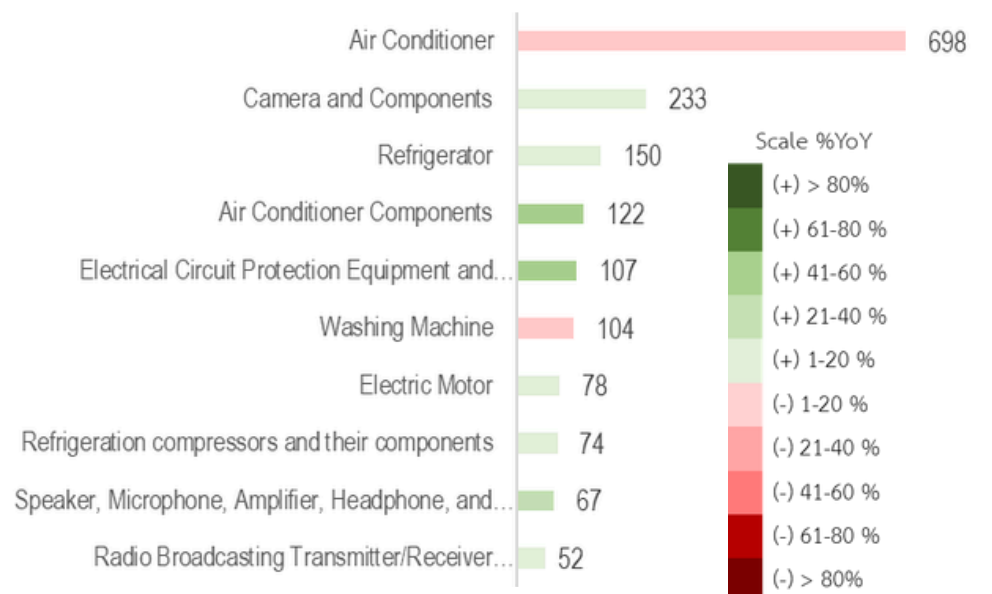 Air Conditioner 698
Camera and Components 233
Refrigerator 150
Air Conditioner Components 122
Electrical Circuit Protection Equipment and... 107
Washing Machine 104
Electric Motor 78
Refrigeration compressors and their components 74
Speaker, Microphone, Amplifier, Headphone, and... 67
Radio Broadcasting Transmitter/Receiver... 52
Scale %YoY
(+) > 80%
(+) 61-80 %
(+) 41-60 %
(+) 21-40 %
(+) 1-20 %
(-) 1-20 %
(-) 21-40 %
(-) 41-60 %
(-) 61-80 %
(-) > 80%